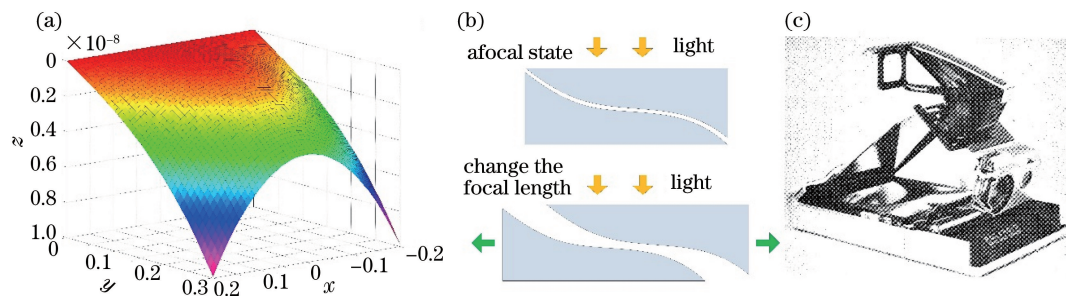 (a)
×10⁻⁸
0
0.2
0.4
0.6
0.8
1.0
z
0
0.1
0.2
0.3
y
0.2
0.1
0
-0.1
-0.2
x
(b)
afocal state
light
change the
focal length
light
(c)